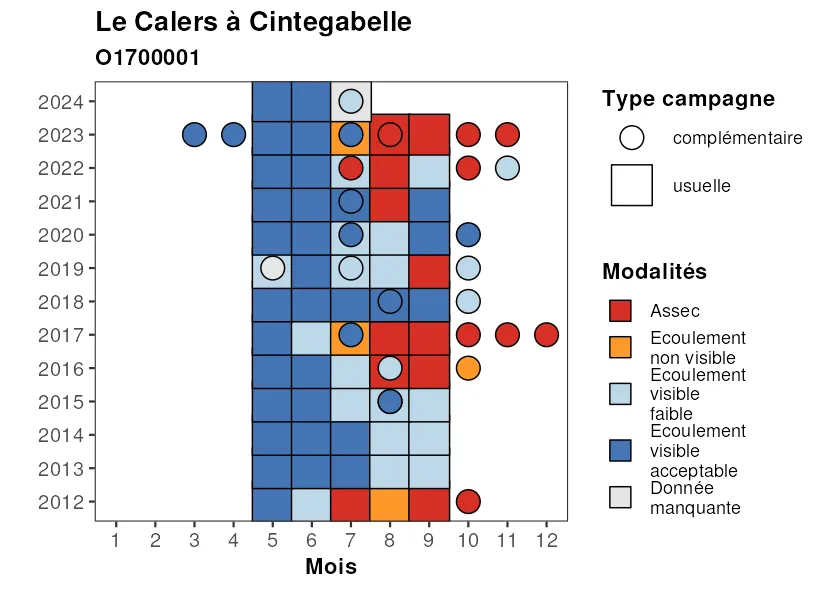 Le Calers à Cintegabelle
O1700001
2024
2023
2022
2021
2020
2019
2018
2017
2016
2015
2014
2013
2012
1 2 3 4 5 6 7 8 9 10 11 12
Mois
Type campagne
complémentaire
usuelle
Modalités
Assec
Ecoulement
non visible
Ecoulement
visible
faible
Ecoulement
visible
acceptable
Donnée
manquante